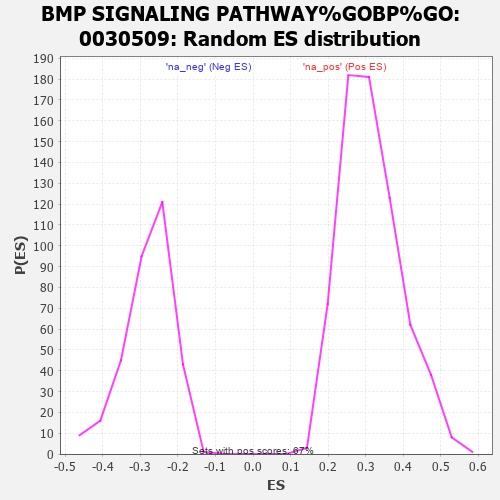 BMP SIGNALING PATHWAY%GOBP%GO:
0030509: Random ES distribution
'na_neg' (Neg ES)
'na_pos' (Pos ES)
P(ES)
190
180
170
160
150
140
130
120
110
100
90
80
70
60
50
40
30
20
10
0
Sets with pos scores: 67%
-0.5 -0.4 -0.3 -0.2 -0.1 0.0 0.1 0.2 0.3 0.4 0.5 0.6
ES